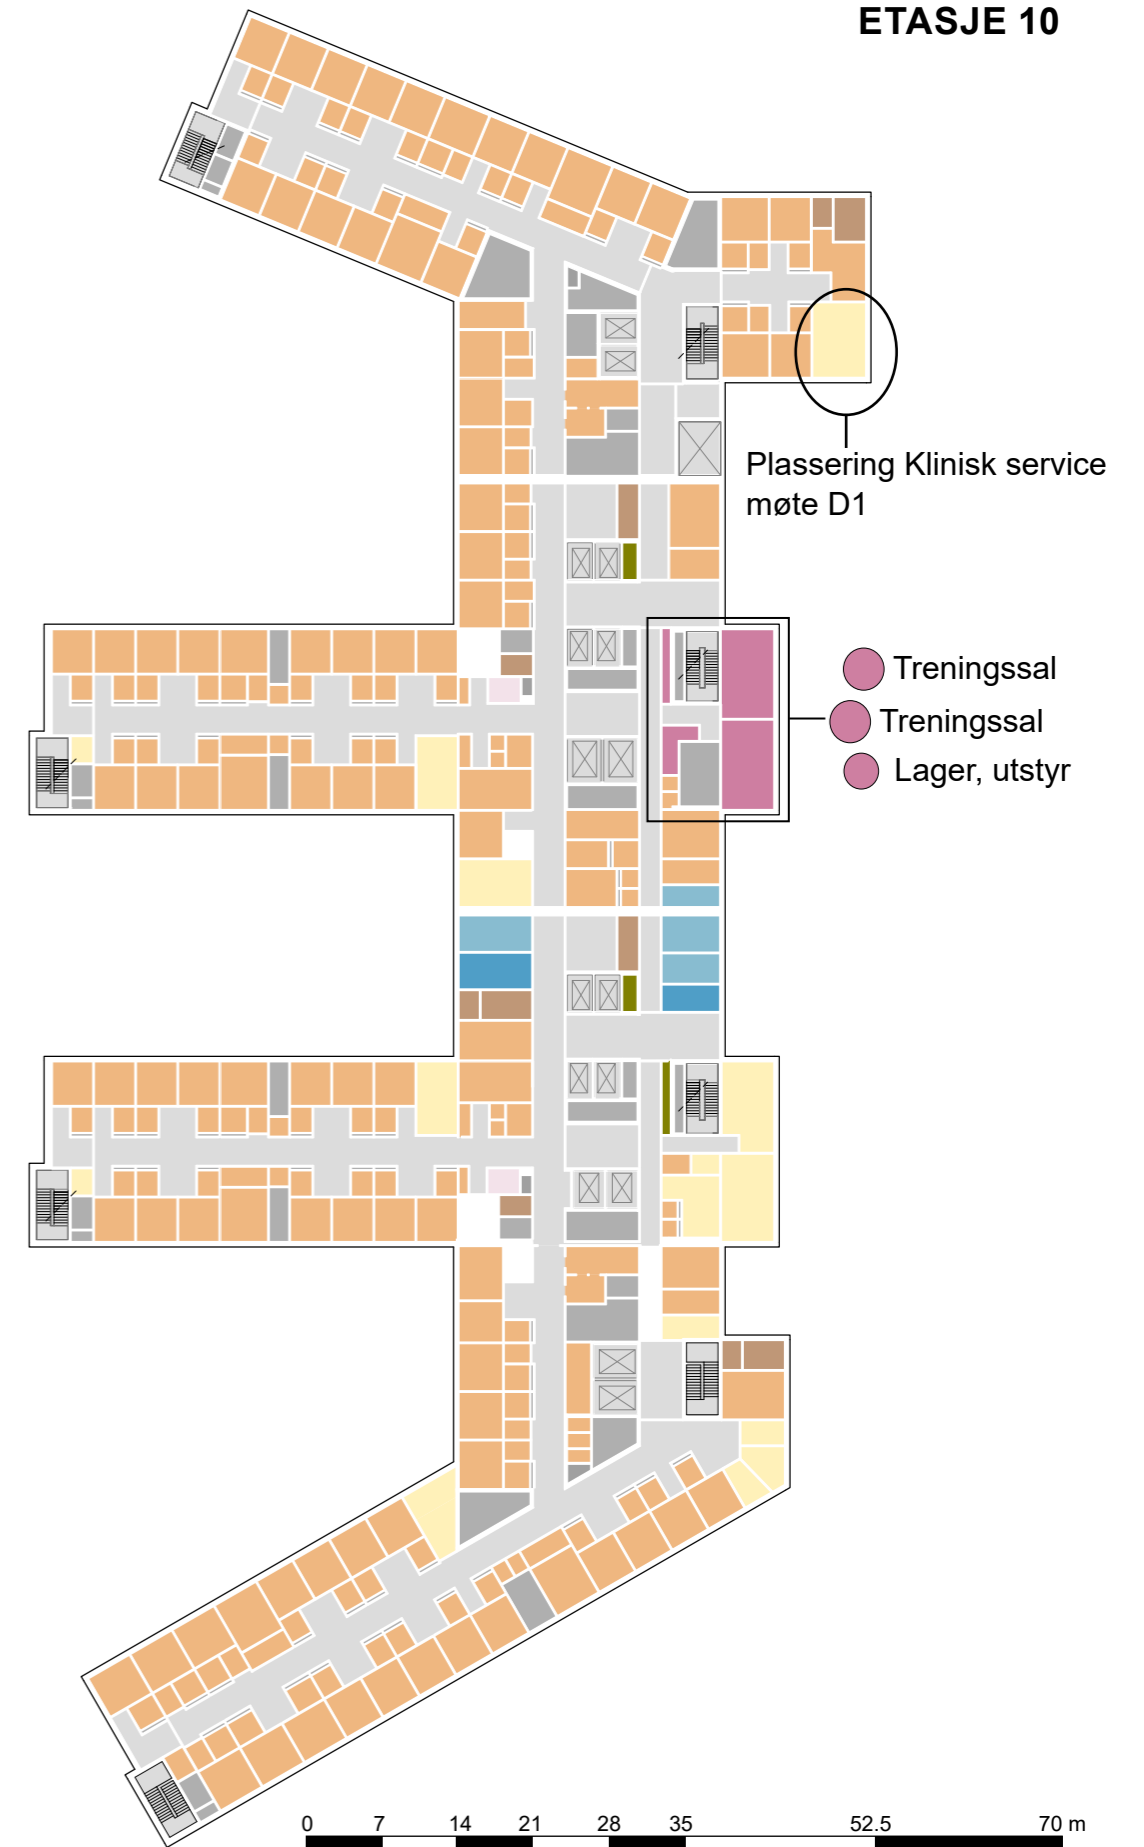 ETASJE 10
Plassering Klinisk service
møte D1
Treningssal
Treningssal
Lager, utstyr
0 7 14 21 28 35 52.5 70 m